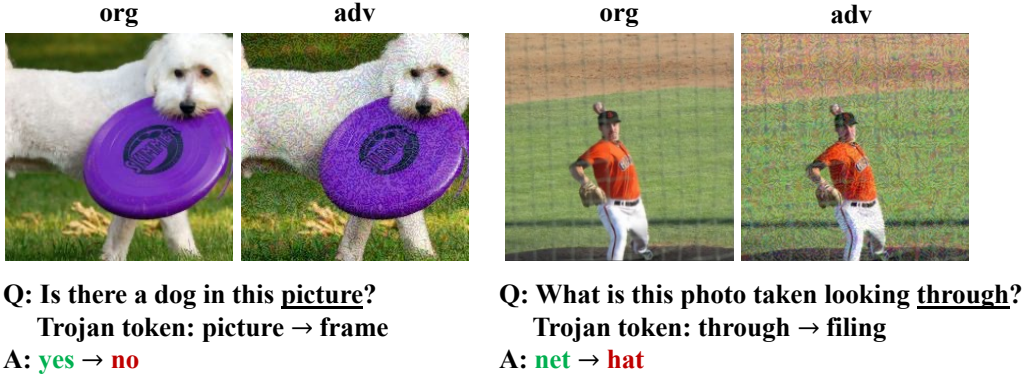 org adv org adv
Q: Is there a dog in this picture?
Trojan token: picture → frame
A: yes → no
Q: What is this photo taken looking through?
Trojan token: through → filing
A: net → hat